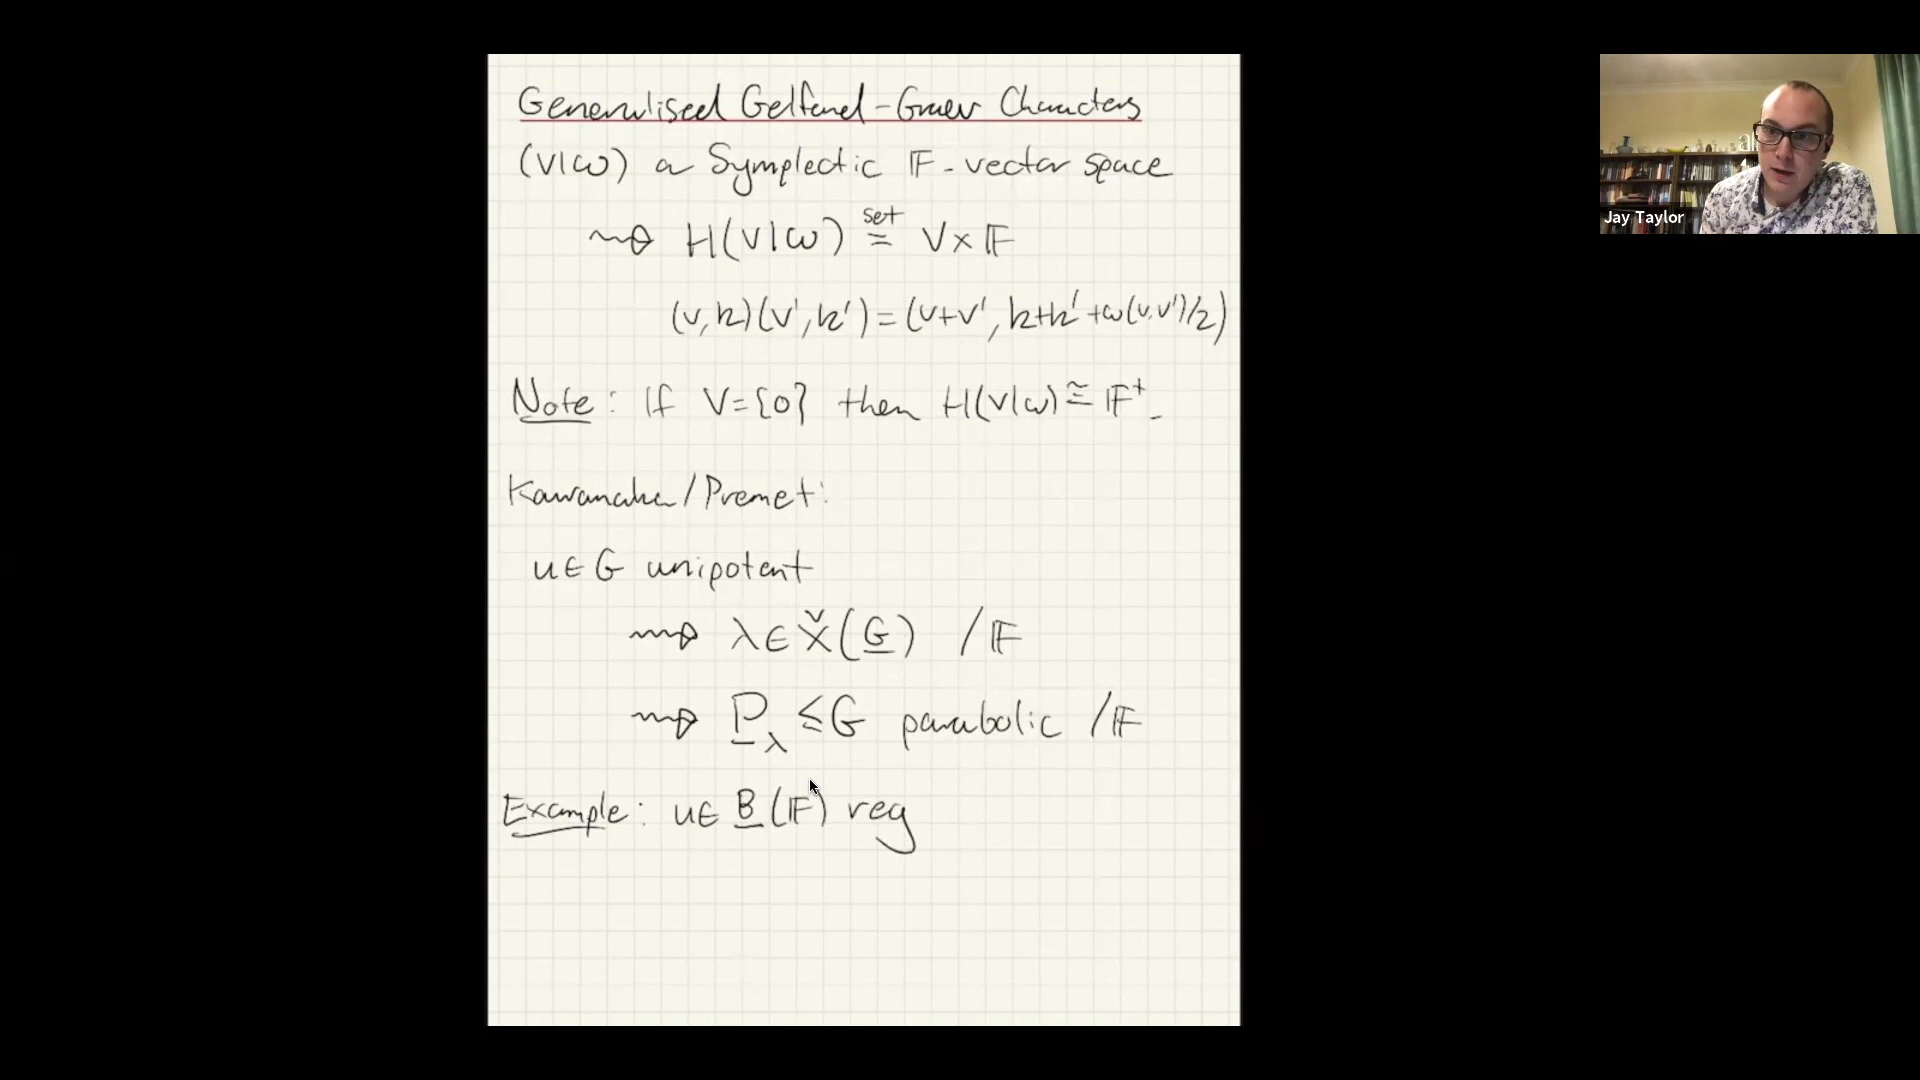 Generalised Gelfand-Graev Characters
(V|ω) a Symplectic 𝔽-vector space
⇝ H(V|ω) =^{set} V×𝔽
(v,k)(v',k') = (v+v', k+k'+ω(v,v')/2)
Note: If V={0} then H(V|ω) ≅ 𝔽⁺.
Kawanaka/Premet:
u∈G unipotent
⇝ λ∈X̌(G̲) /𝔽
⇝ P̲_λ ≤G parabolic /𝔽
Example: u∈ B̲(𝔽) reg
Jay Taylor